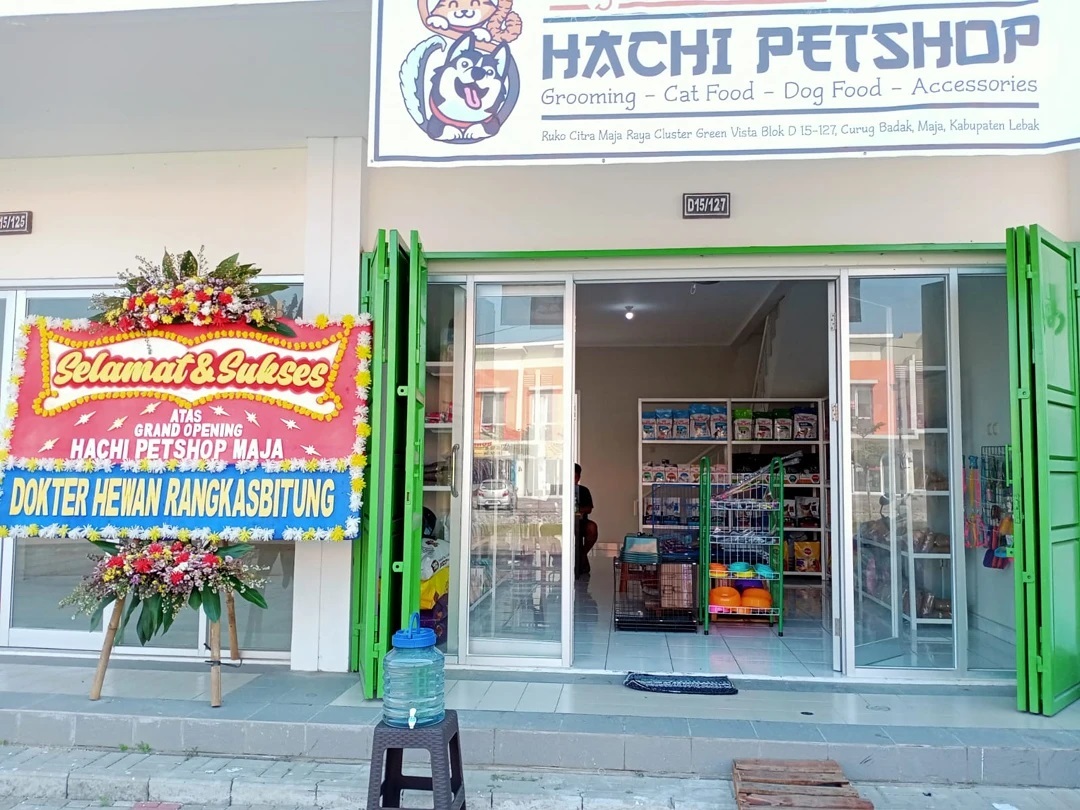 HACHI PETSHOP
Grooming - Cat Food - Dog Food - Accessories
Ruko Citra Maja Raya Cluster Green Vista Blok D 15-127, Curug Badak, Maja, Kabupaten Lebak
D15/127
15/125
Selamat & Sukses
ATAS
GRAND OPENING
HACHI PETSHOP MAJA
DOKTER HEWAN RANGKASBITUNG